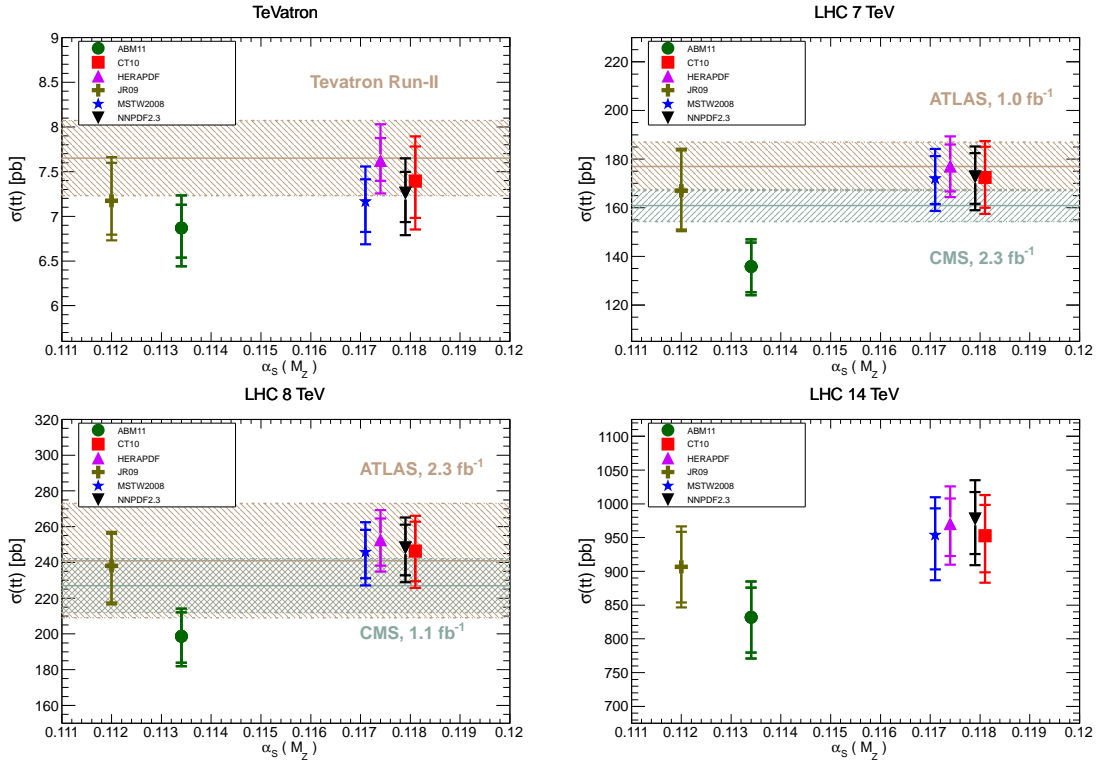 TeVatron
9
8.5
8
7.5
7
6.5
6
σ(tt) [pb]
ABM11
CT10
HERAPDF
JR09
MSTW2008
NNPDF2.3
Tevatron Run-II
0.111 0.112 0.113 0.114 0.115 0.116 0.117 0.118 0.119 0.12
α_S ( M_Z )
LHC 7 TeV
220
200
180
160
140
120
σ(tt) [pb]
ABM11
CT10
HERAPDF
JR09
MSTW2008
NNPDF2.3
ATLAS, 1.0 fb⁻¹
CMS, 2.3 fb⁻¹
0.111 0.112 0.113 0.114 0.115 0.116 0.117 0.118 0.119 0.12
α_S ( M_Z )
LHC 8 TeV
320
300
280
260
240
220
200
180
160
150
σ(tt) [pb]
ABM11
CT10
HERAPDF
JR09
MSTW2008
NNPDF2.3
ATLAS, 2.3 fb⁻¹
CMS, 1.1 fb⁻¹
0.111 0.112 0.113 0.114 0.115 0.116 0.117 0.118 0.119 0.12
α_S ( M_Z )
LHC 14 TeV
1100
1050
1000
950
900
850
800
750
700
σ(tt) [pb]
ABM11
CT10
HERAPDF
JR09
MSTW2008
NNPDF2.3
0.111 0.112 0.113 0.114 0.115 0.116 0.117 0.118 0.119 0.12
α_S ( M_Z )